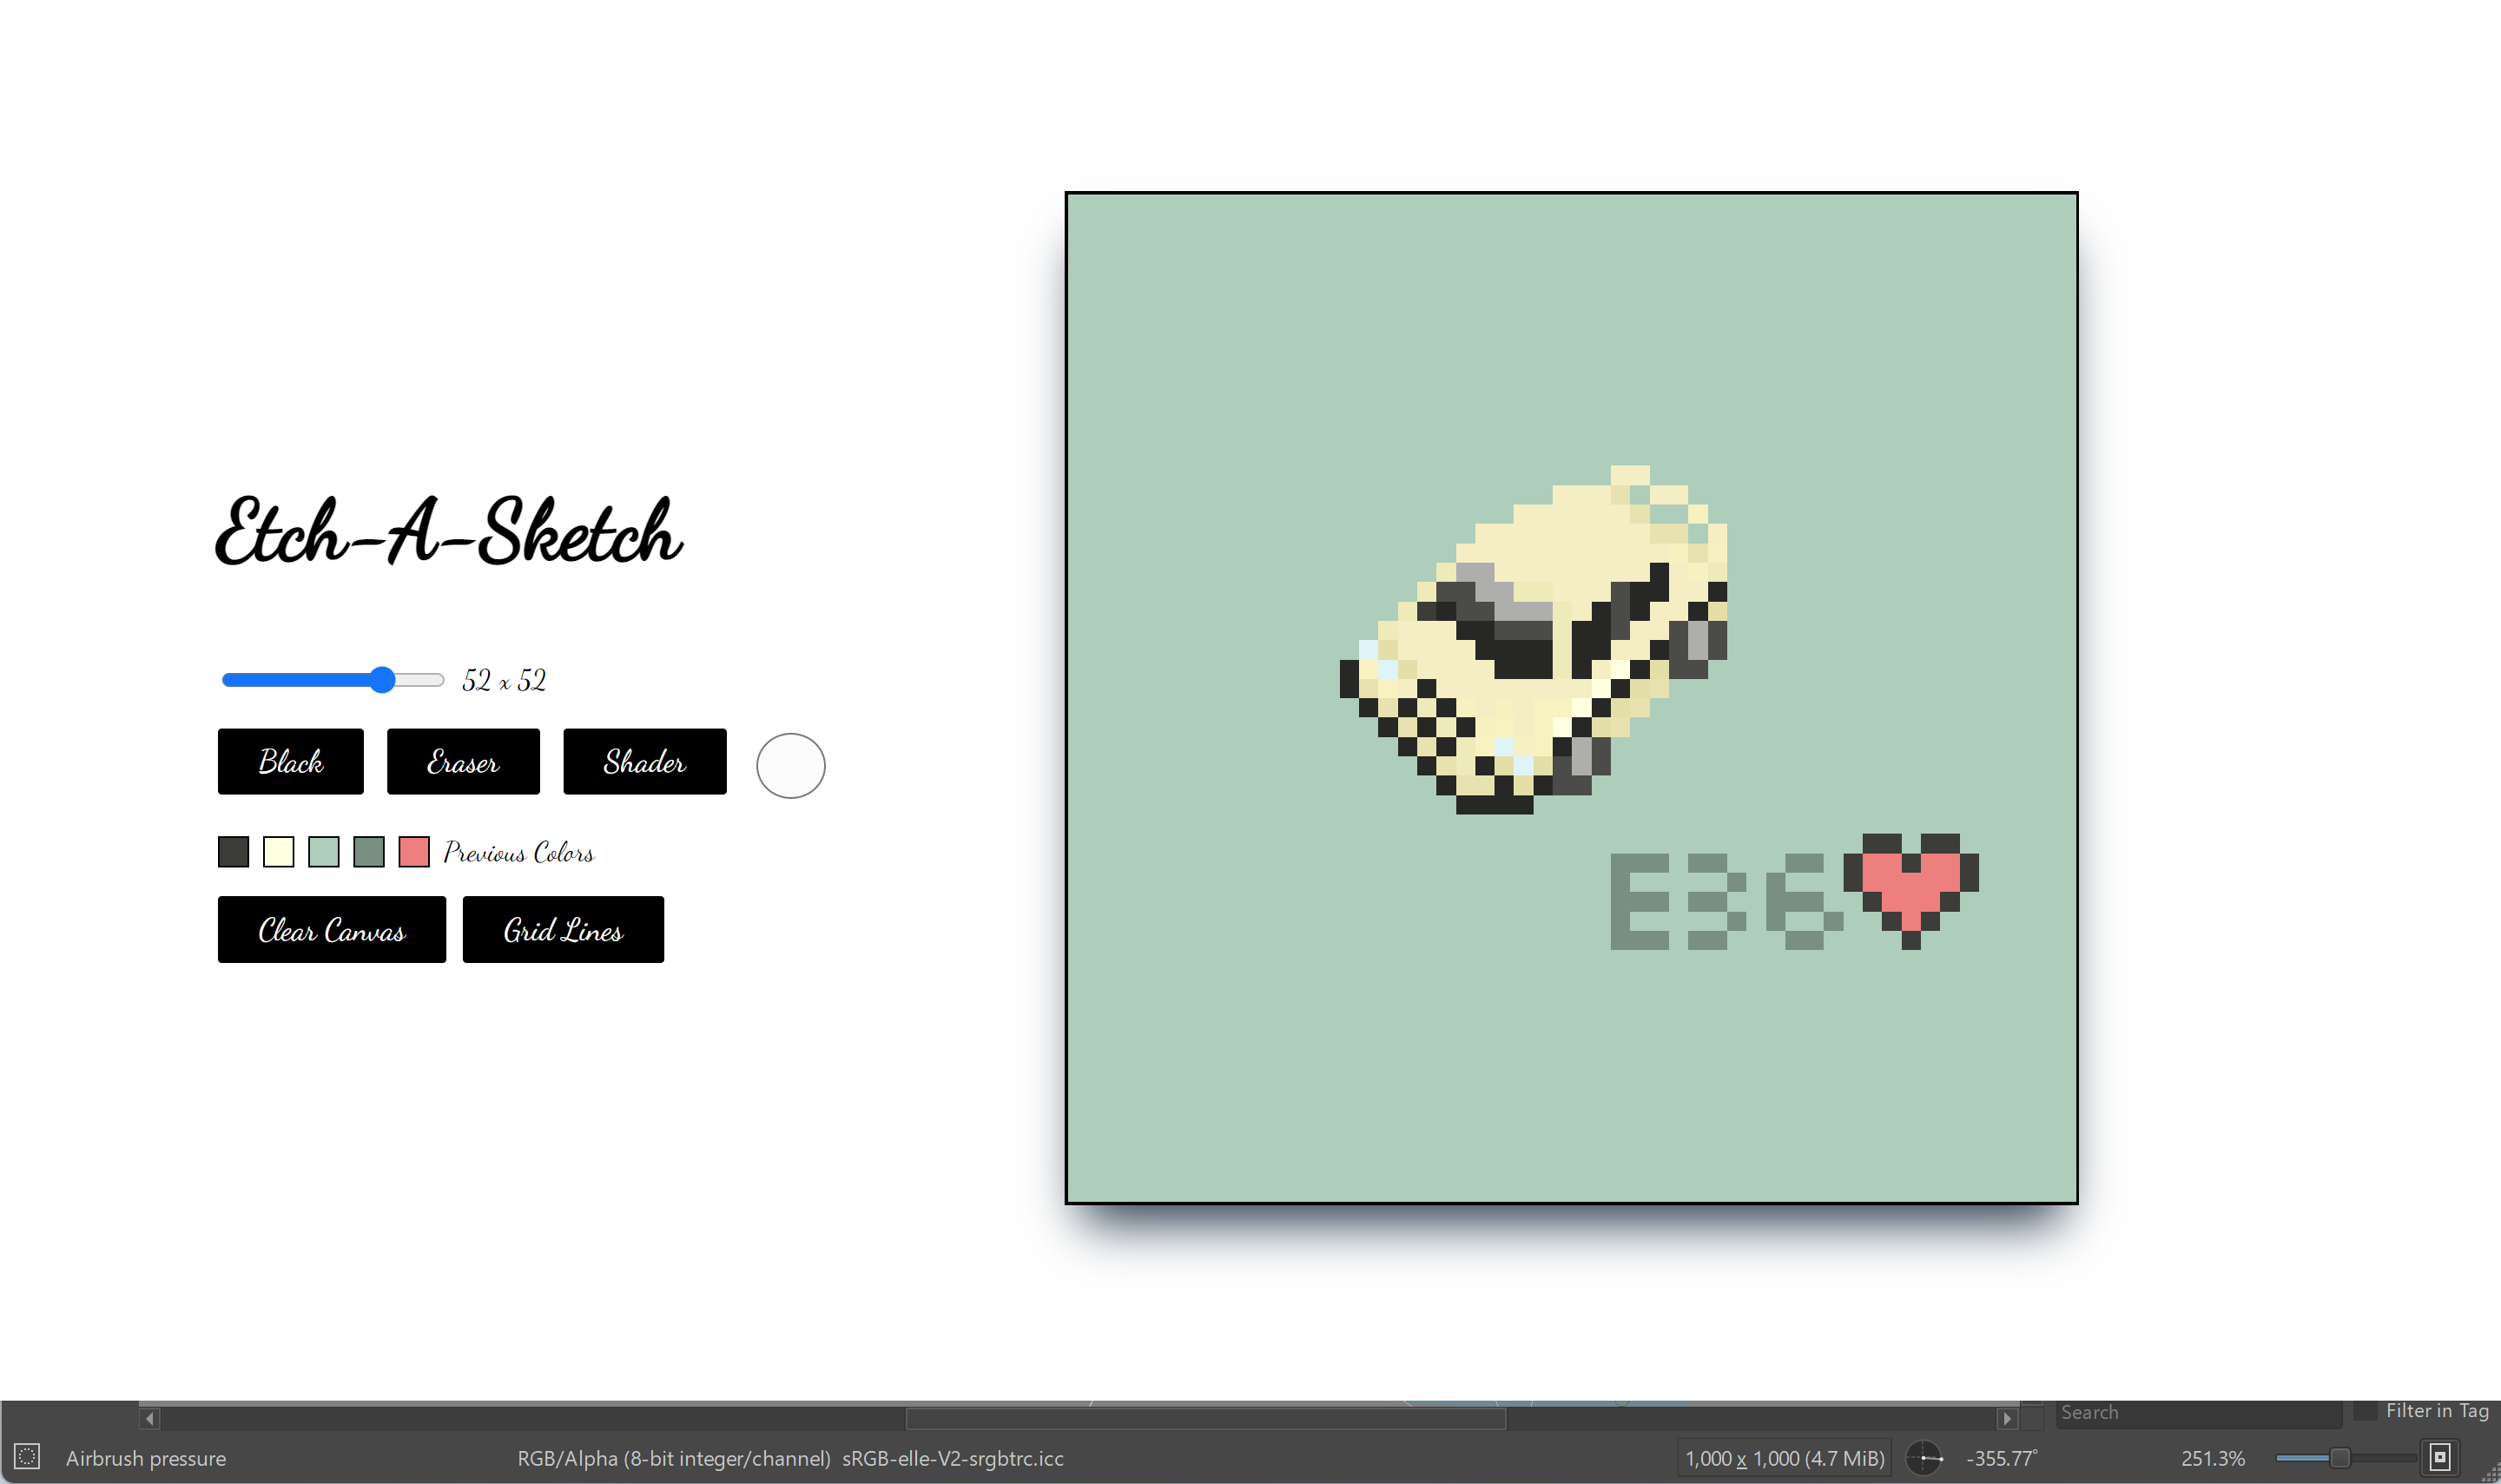 Etch-A-Sketch
52 x 52
Black Eraser Shader
Previous Colors
Clear Canvas Grid Lines
E36
Search
Filter in Tag
Airbrush pressure
RGB/Alpha (8-bit integer/channel) sRGB-elle-V2-srgbtrc.icc
1,000 x 1,000 (4.7 MiB)
-355.77°
251.3%